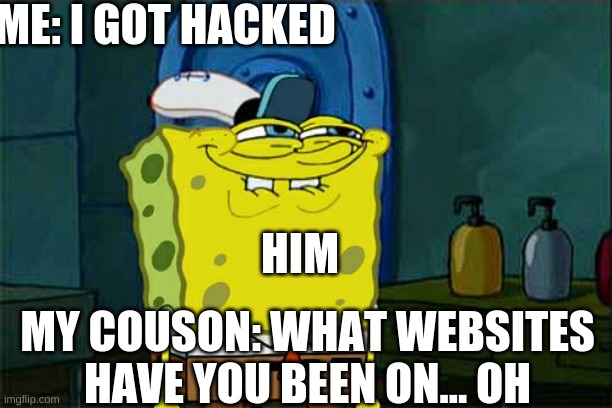 ME: I GOT HACKED
HIM
MY COUSON: WHAT WEBSITES
HAVE YOU BEEN ON... OH
imgflip.com